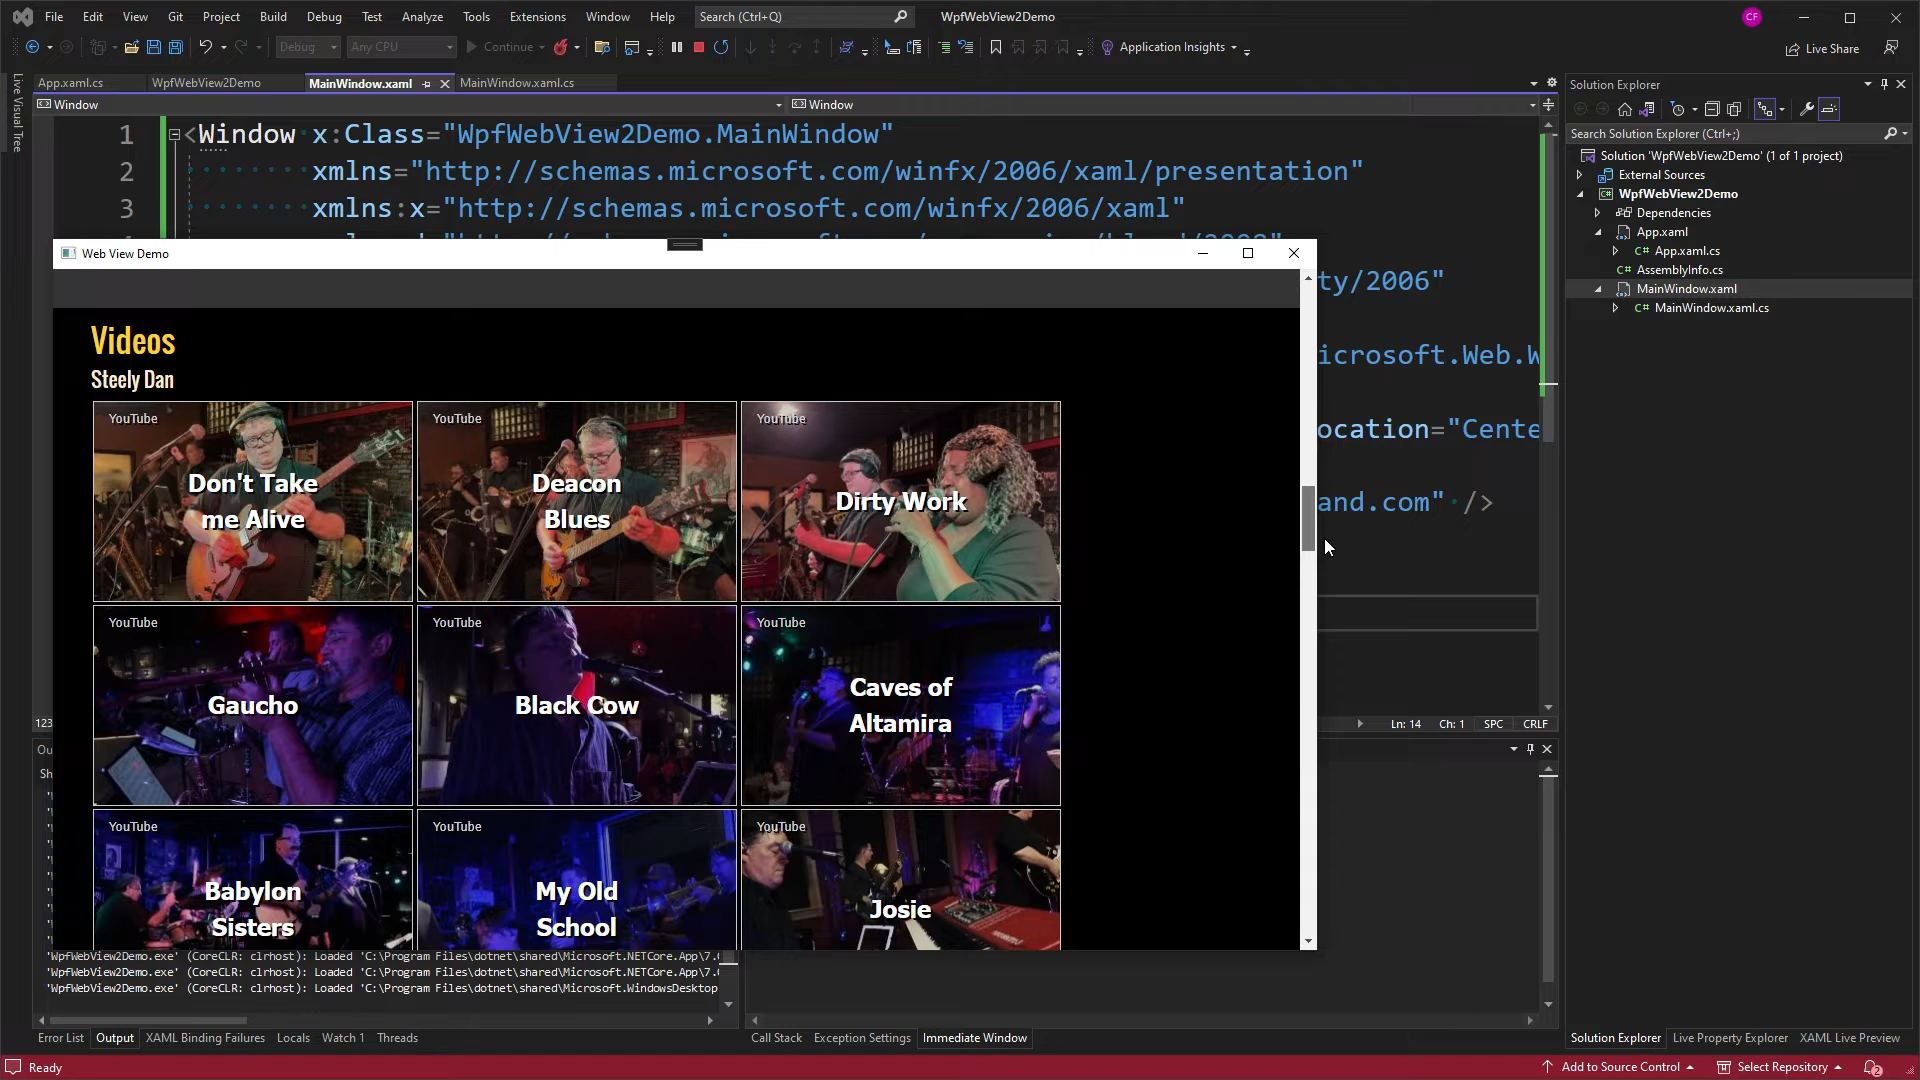 File Edit View Git Project Build Debug Test Analyze Tools Extensions Window Help Search (Ctrl+Q) WpfWebView2Demo CF
Debug Any CPU Continue Application Insights Live Share
Live Visual Tree
App.xaml.cs WpfWebView2Demo MainWindow.xaml MainWindow.xaml.cs
Window Window
1 <Window x:Class="WpfWebView2Demo.MainWindow"
2 xmlns="http://schemas.microsoft.com/winfx/2006/xaml/presentation"
3 xmlns:x="http://schemas.microsoft.com/winfx/2006/xaml"
ty/2006"
icrosoft.Web.W
ocation="Cente
and.com" />
Web View Demo
Videos
Steely Dan
YouTube YouTube YouTube
Don't Take
me Alive
Deacon
Blues
Dirty Work
YouTube YouTube YouTube
Gaucho
Black Cow
Caves of
Altamira
YouTube YouTube YouTube
Babylon
Sisters
My Old
School
Josie
123
Ln: 14 Ch: 1 SPC CRLF
Ou
Sh
'WpfWebView2Demo.exe' (CoreCLR: clrhost): Loaded 'C:\Program Files\dotnet\shared\Microsoft.NETCore.App\7.
'WpfWebView2Demo.exe' (CoreCLR: clrhost): Loaded 'C:\Program Files\dotnet\shared\Microsoft.NETCore.App\7.
'WpfWebView2Demo.exe' (CoreCLR: clrhost): Loaded 'C:\Program Files\dotnet\shared\Microsoft.WindowsDesktop
Error List Output XAML Binding Failures Locals Watch 1 Threads
Call Stack Exception Settings Immediate Window
Solution Explorer
Search Solution Explorer (Ctrl+;)
Solution 'WpfWebView2Demo' (1 of 1 project)
External Sources
WpfWebView2Demo
Dependencies
App.xaml
C# App.xaml.cs
C# AssemblyInfo.cs
MainWindow.xaml
C# MainWindow.xaml.cs
Solution Explorer Live Property Explorer XAML Live Preview
Ready
Add to Source Control Select Repository 2